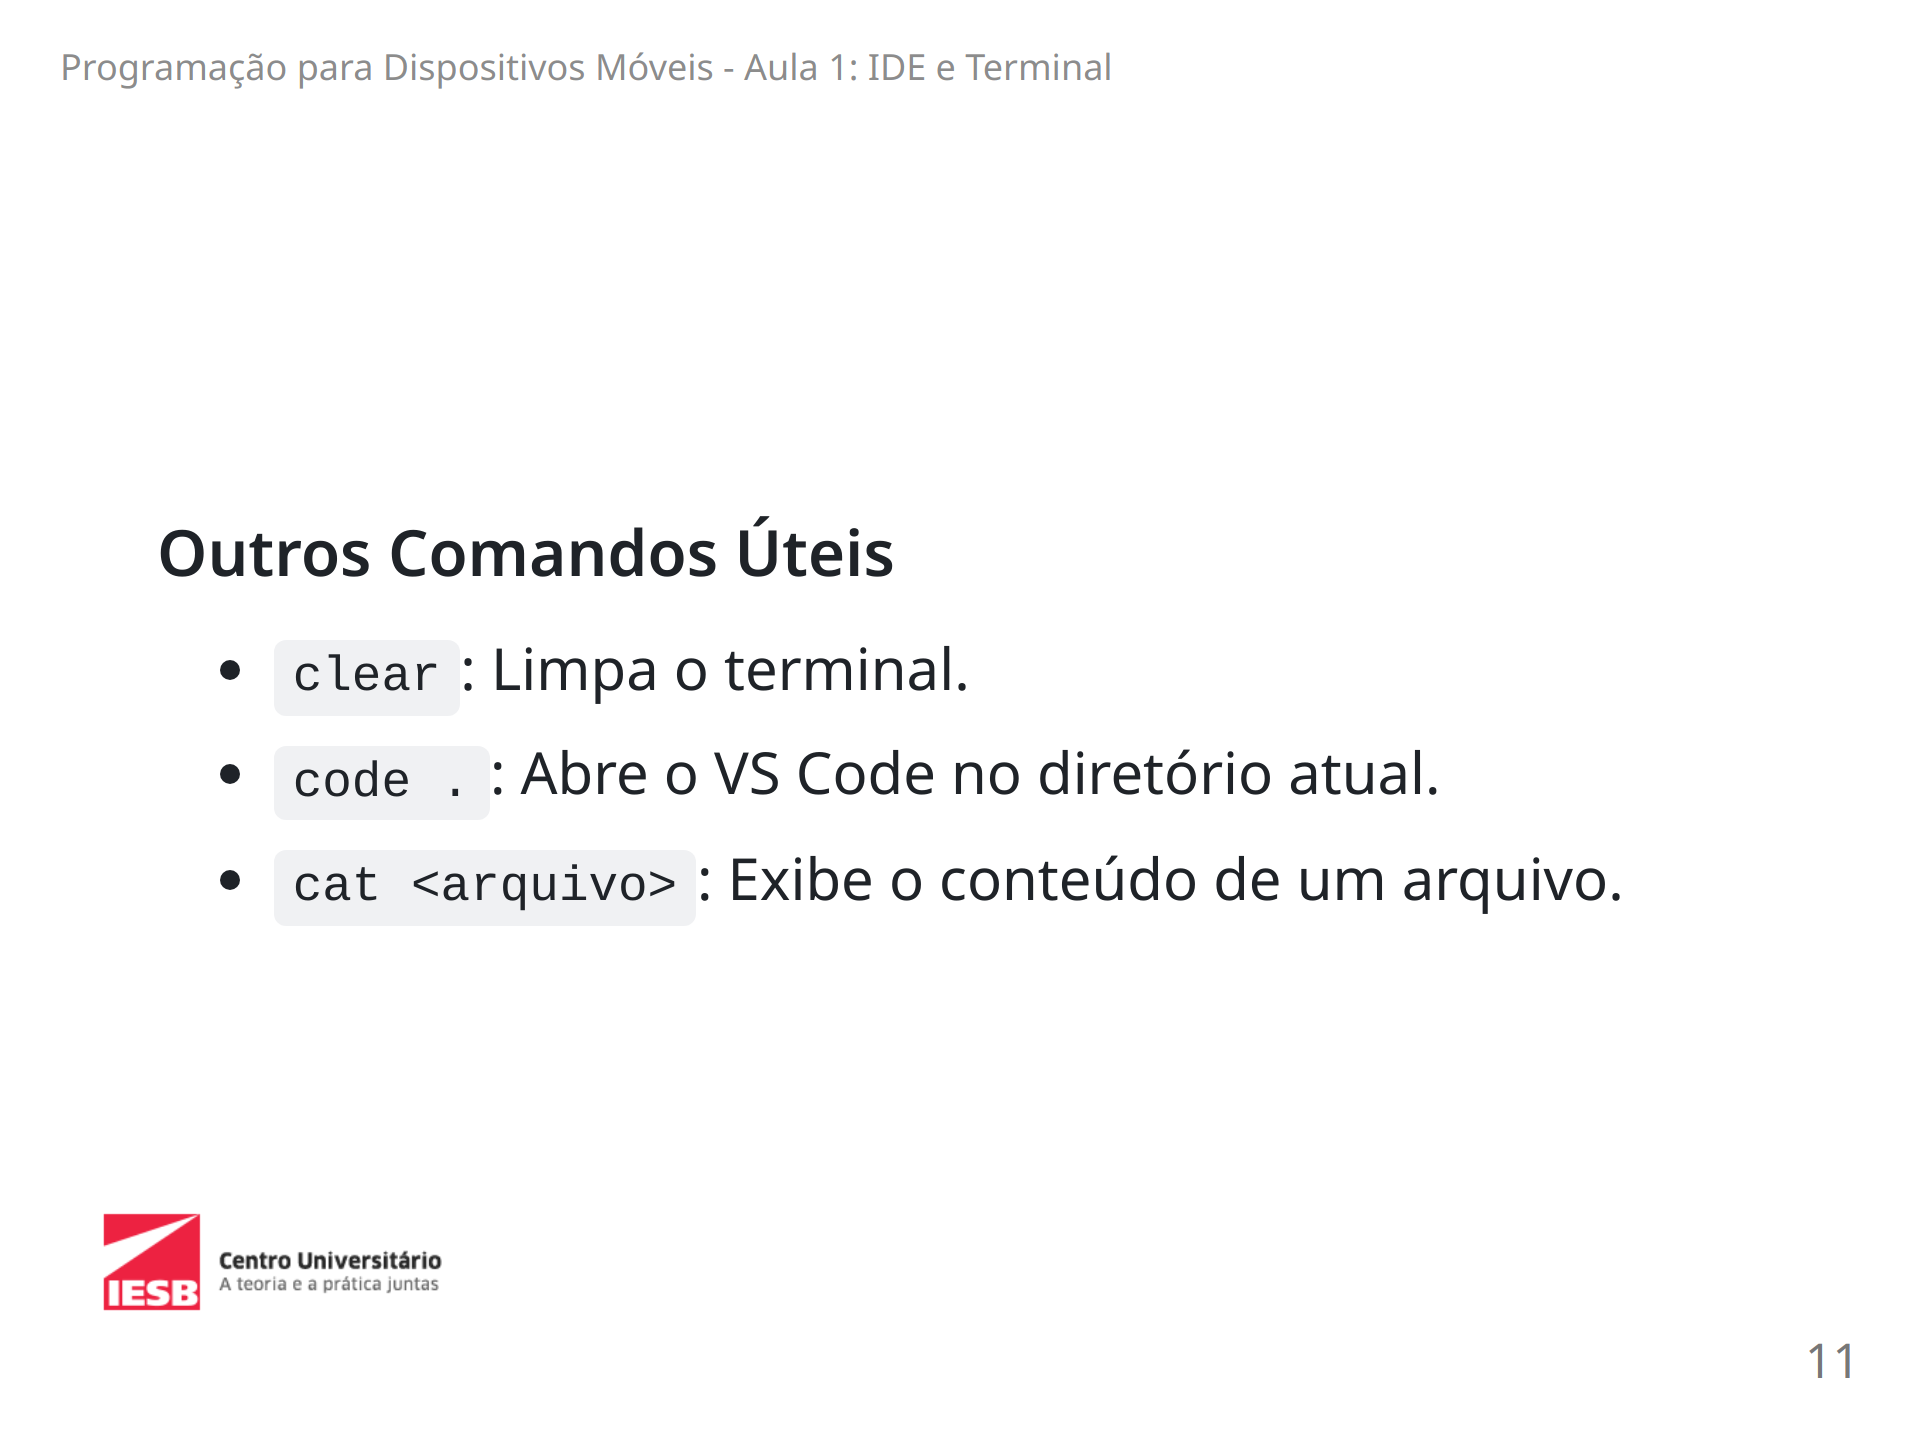 Programação para Dispositivos Móveis - Aula 1: IDE e Terminal
Outros Comandos Úteis
• clear : Limpa o terminal.
• code . : Abre o VS Code no diretório atual.
• cat <arquivo> : Exibe o conteúdo de um arquivo.
IESB
Centro Universitário
A teoria e a prática juntas
11